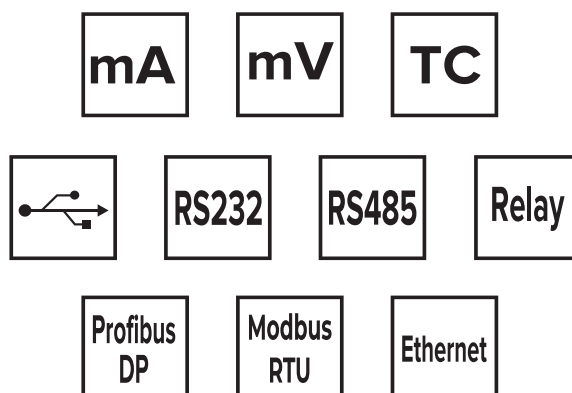 mA
mV
TC
RS232
RS485
Relay
Profibus
DP
Modbus
RTU
Ethernet